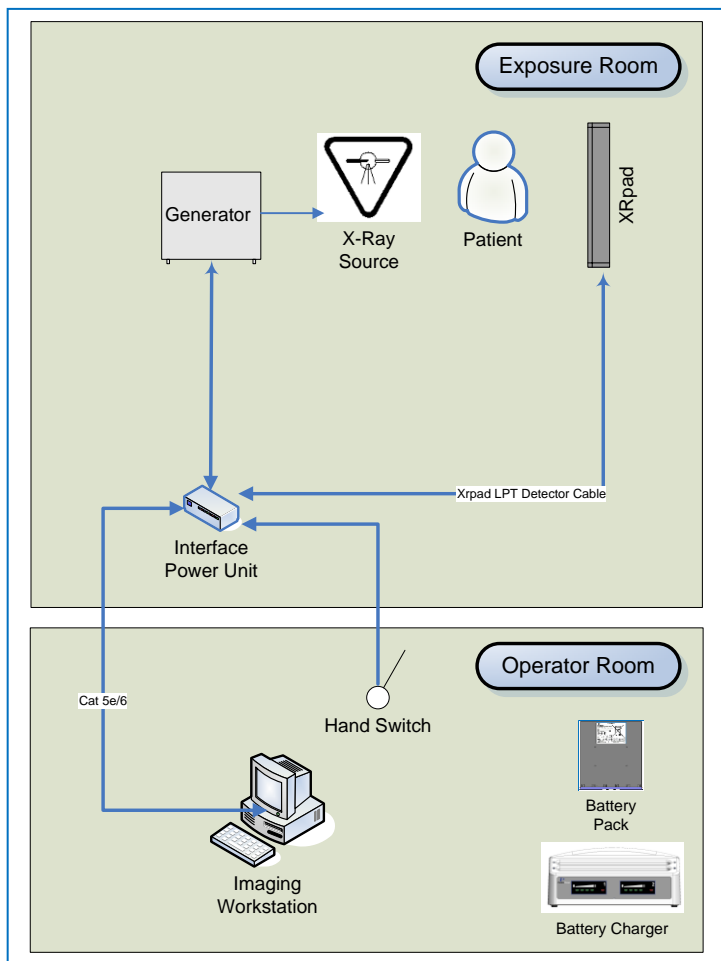 Exposure Room
Generator
X-Ray
Source
Patient
XRpad
Xrpad LPT Detector Cable
Interface
Power Unit
Operator Room
Cat 5e/6
Hand Switch
Battery
Pack
Imaging
Workstation
Battery Charger